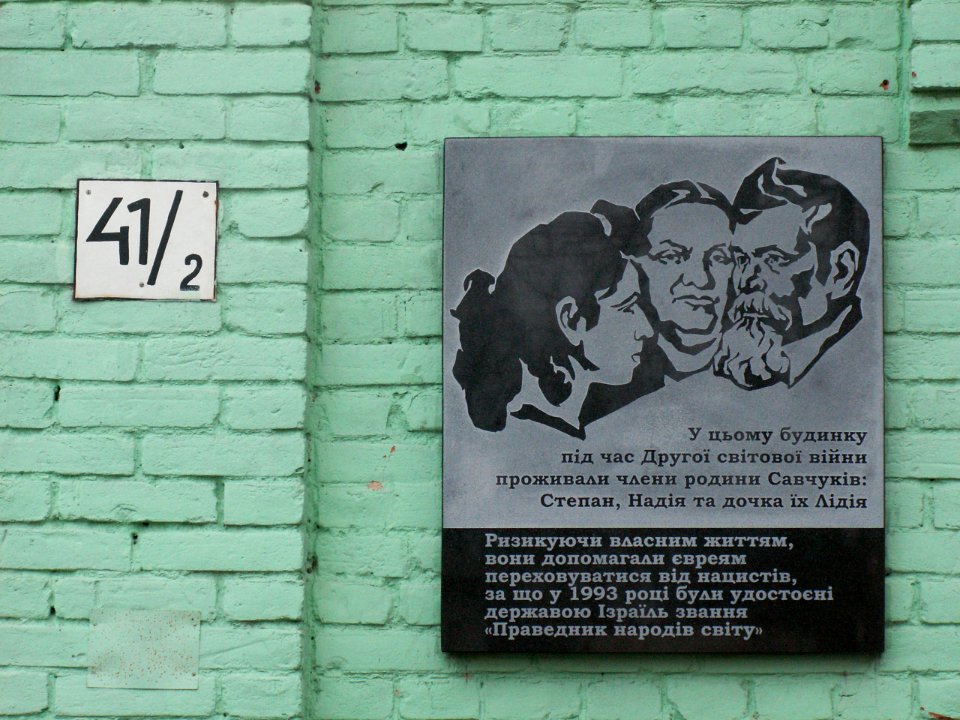 41/2
У цьому будинку
під час Другої світової війни
проживали члени родини Савчуків:
Степан, Надія та дочка їх Лідія
Ризикуючи власним життям,
вони допомагали євреям
переховуватися від нацистів,
за що у 1993 році були удостоєні
державою Ізраїль звання
«Праведник народів світу»